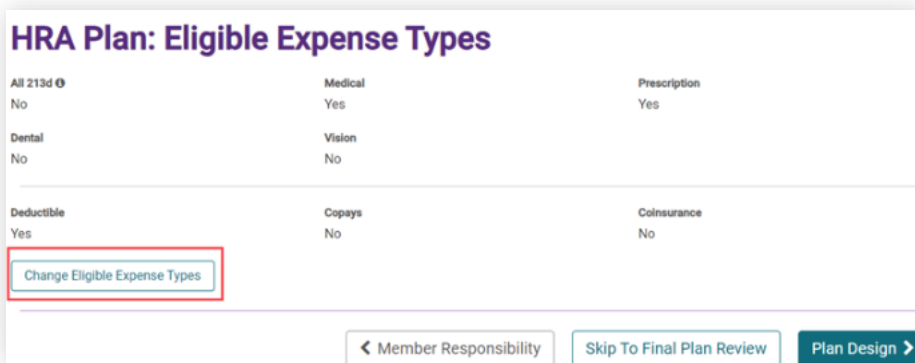 HRA Plan: Eligible Expense Types
All 213d Medical Prescription
No Yes Yes
Dental Vision
No No
Deductible Copays Coinsurance
Yes No No
Change Eligible Expense Types
Member Responsibility Skip To Final Plan Review Plan Design